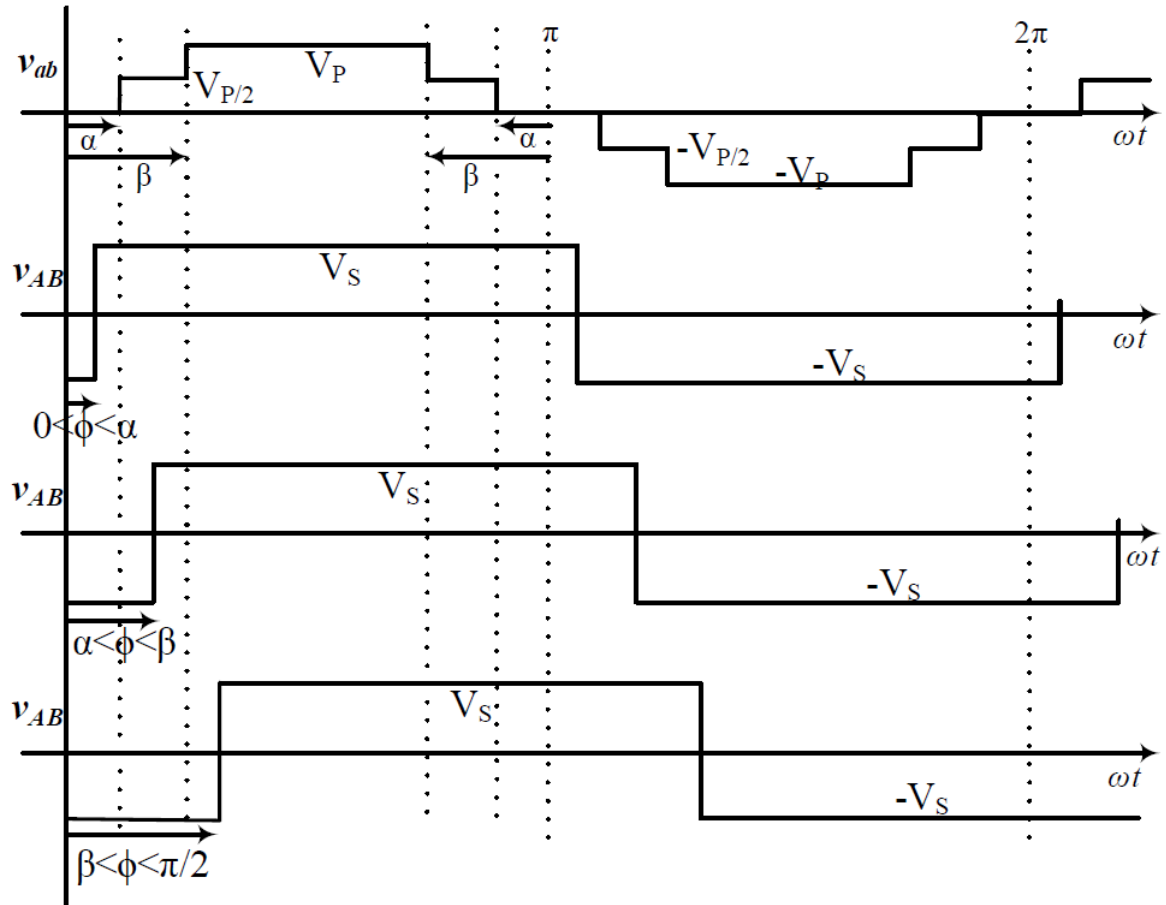 π 2π
v_ab V_P
V_P/2
ωt
α α
-V_P/2
β β -V_P
v_AB V_S
ωt
-V_S
0<ϕ<α
v_AB V_S
ωt
-V_S
α<ϕ<β
v_AB V_S
ωt
-V_S
β<ϕ<π/2